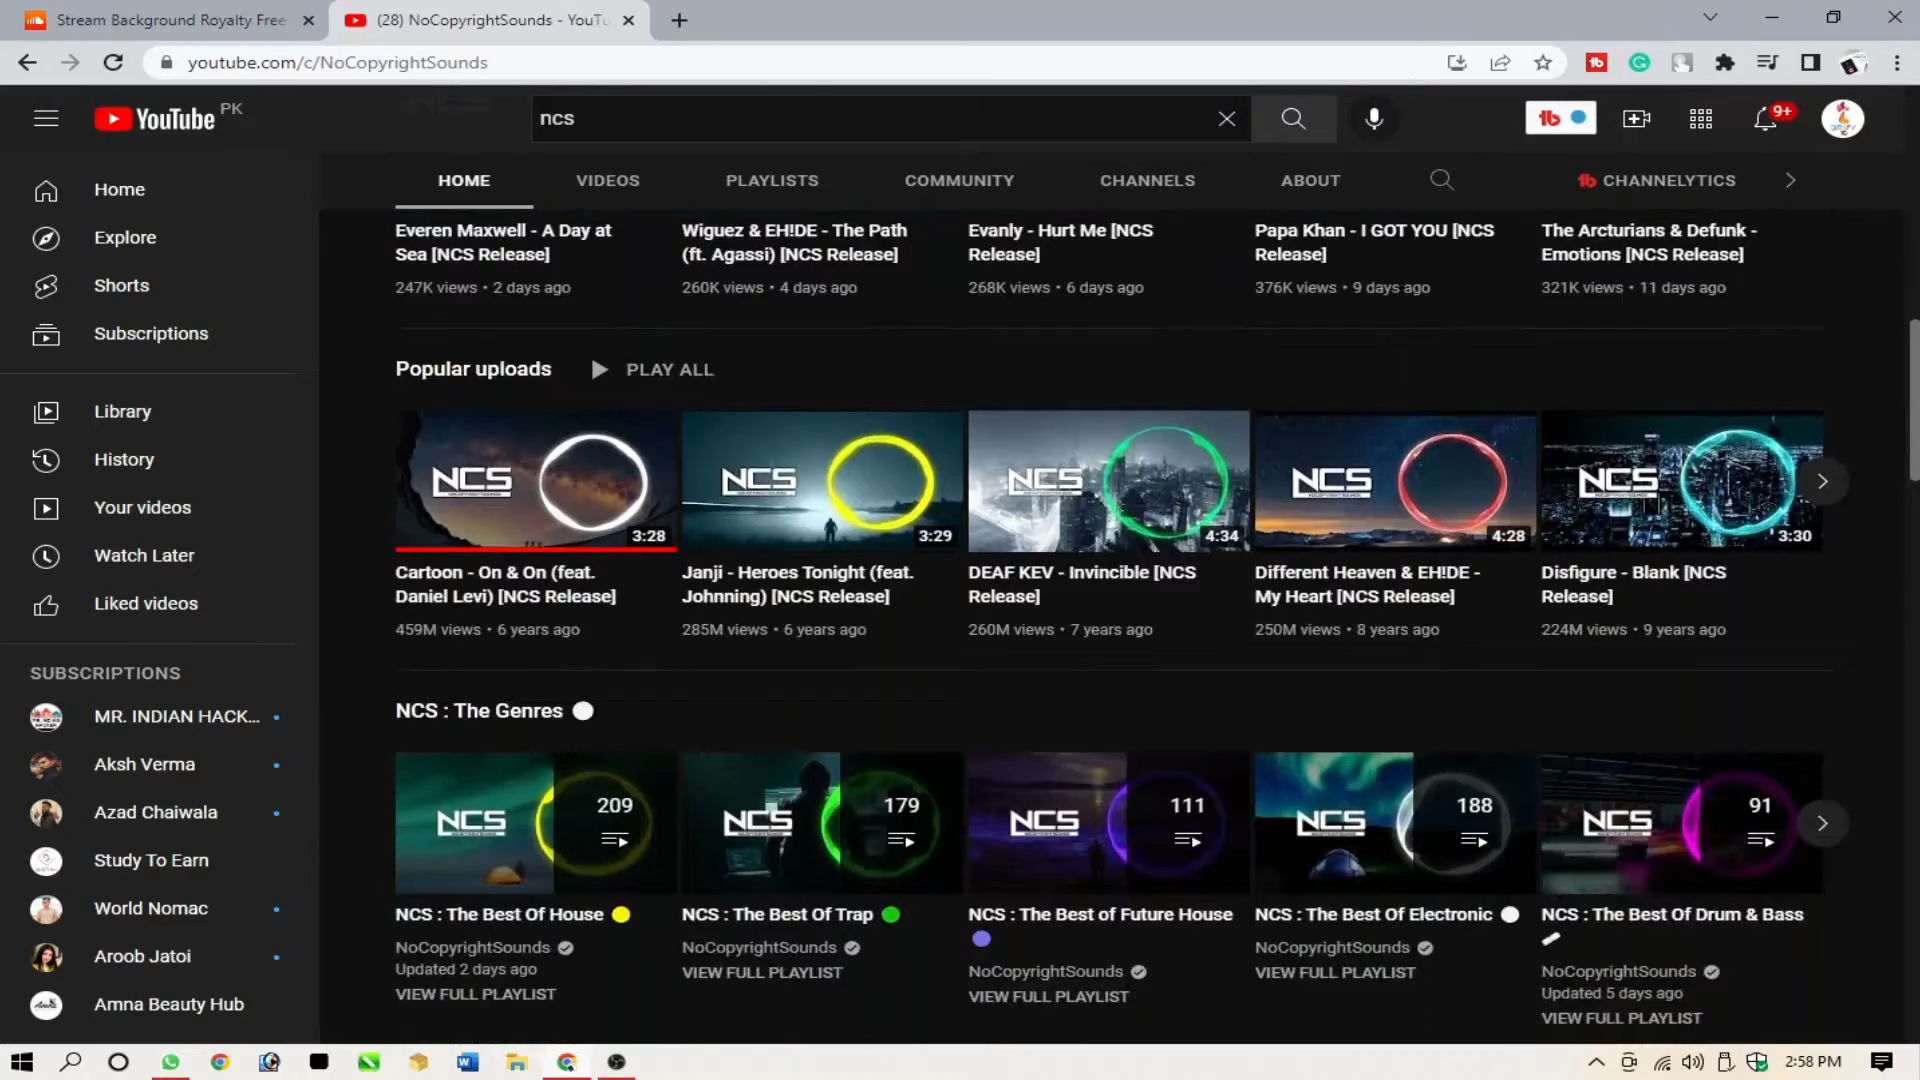 Stream Background Royalty Free
(28) NoCopyrightSounds - YouTu
youtube.com/c/NoCopyrightSounds
YouTube PK
ncs
9+
HOME
VIDEOS
PLAYLISTS
COMMUNITY
CHANNELS
ABOUT
CHANNELYTICS
Home
Explore
Shorts
Subscriptions
Library
History
Your videos
Watch Later
Liked videos
SUBSCRIPTIONS
MR. INDIAN HACK...
Aksh Verma
Azad Chaiwala
Study To Earn
World Nomac
Aroob Jatoi
Amna Beauty Hub
Everen Maxwell - A Day at
Sea [NCS Release]
247K views • 2 days ago
Wiguez & EH!DE - The Path
(ft. Agassi) [NCS Release]
260K views • 4 days ago
Evanly - Hurt Me [NCS
Release]
268K views • 6 days ago
Papa Khan - I GOT YOU [NCS
Release]
376K views • 9 days ago
The Arcturians & Defunk -
Emotions [NCS Release]
321K views • 11 days ago
Popular uploads
PLAY ALL
NCS
3:28
Cartoon - On & On (feat.
Daniel Levi) [NCS Release]
459M views • 6 years ago
NCS
3:29
Janji - Heroes Tonight (feat.
Johnning) [NCS Release]
285M views • 6 years ago
NCS
4:34
DEAF KEV - Invincible [NCS
Release]
260M views • 7 years ago
NCS
4:28
Different Heaven & EH!DE -
My Heart [NCS Release]
250M views • 8 years ago
NCS
3:30
Disfigure - Blank [NCS
Release]
224M views • 9 years ago
NCS : The Genres
NCS
209
NCS : The Best Of House
NoCopyrightSounds
Updated 2 days ago
VIEW FULL PLAYLIST
NCS
179
NCS : The Best Of Trap
NoCopyrightSounds
VIEW FULL PLAYLIST
NCS
111
NCS : The Best of Future House
NoCopyrightSounds
VIEW FULL PLAYLIST
NCS
188
NCS : The Best Of Electronic
NoCopyrightSounds
VIEW FULL PLAYLIST
NCS
91
NCS : The Best Of Drum & Bass
NoCopyrightSounds
Updated 5 days ago
VIEW FULL PLAYLIST
2:58 PM